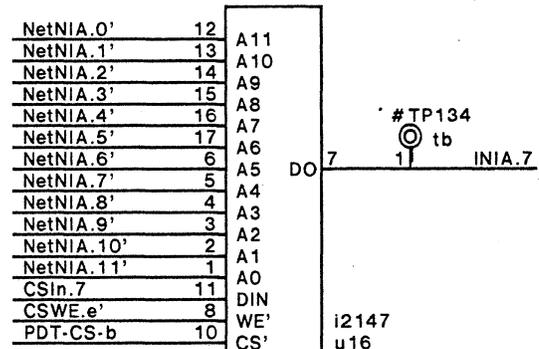 NetNIA.0' 12 A11
NetNIA.1' 13 A10
NetNIA.2' 14 A9
NetNIA.3' 15 A8
NetNIA.4' 16 A7
NetNIA.5' 17 A6
NetNIA.6' 6 A5
NetNIA.7' 5 A4
NetNIA.8' 4 A3
NetNIA.9' 3 A2
NetNIA.10' 2 A1
NetNIA.11' 1 A0
CSIn.7 11 DIN
CSWE.e' 8 WE'
PDT-CS-b 10 CS'
#TP134
tb
DO 7 1 INIA.7
i2147
u16